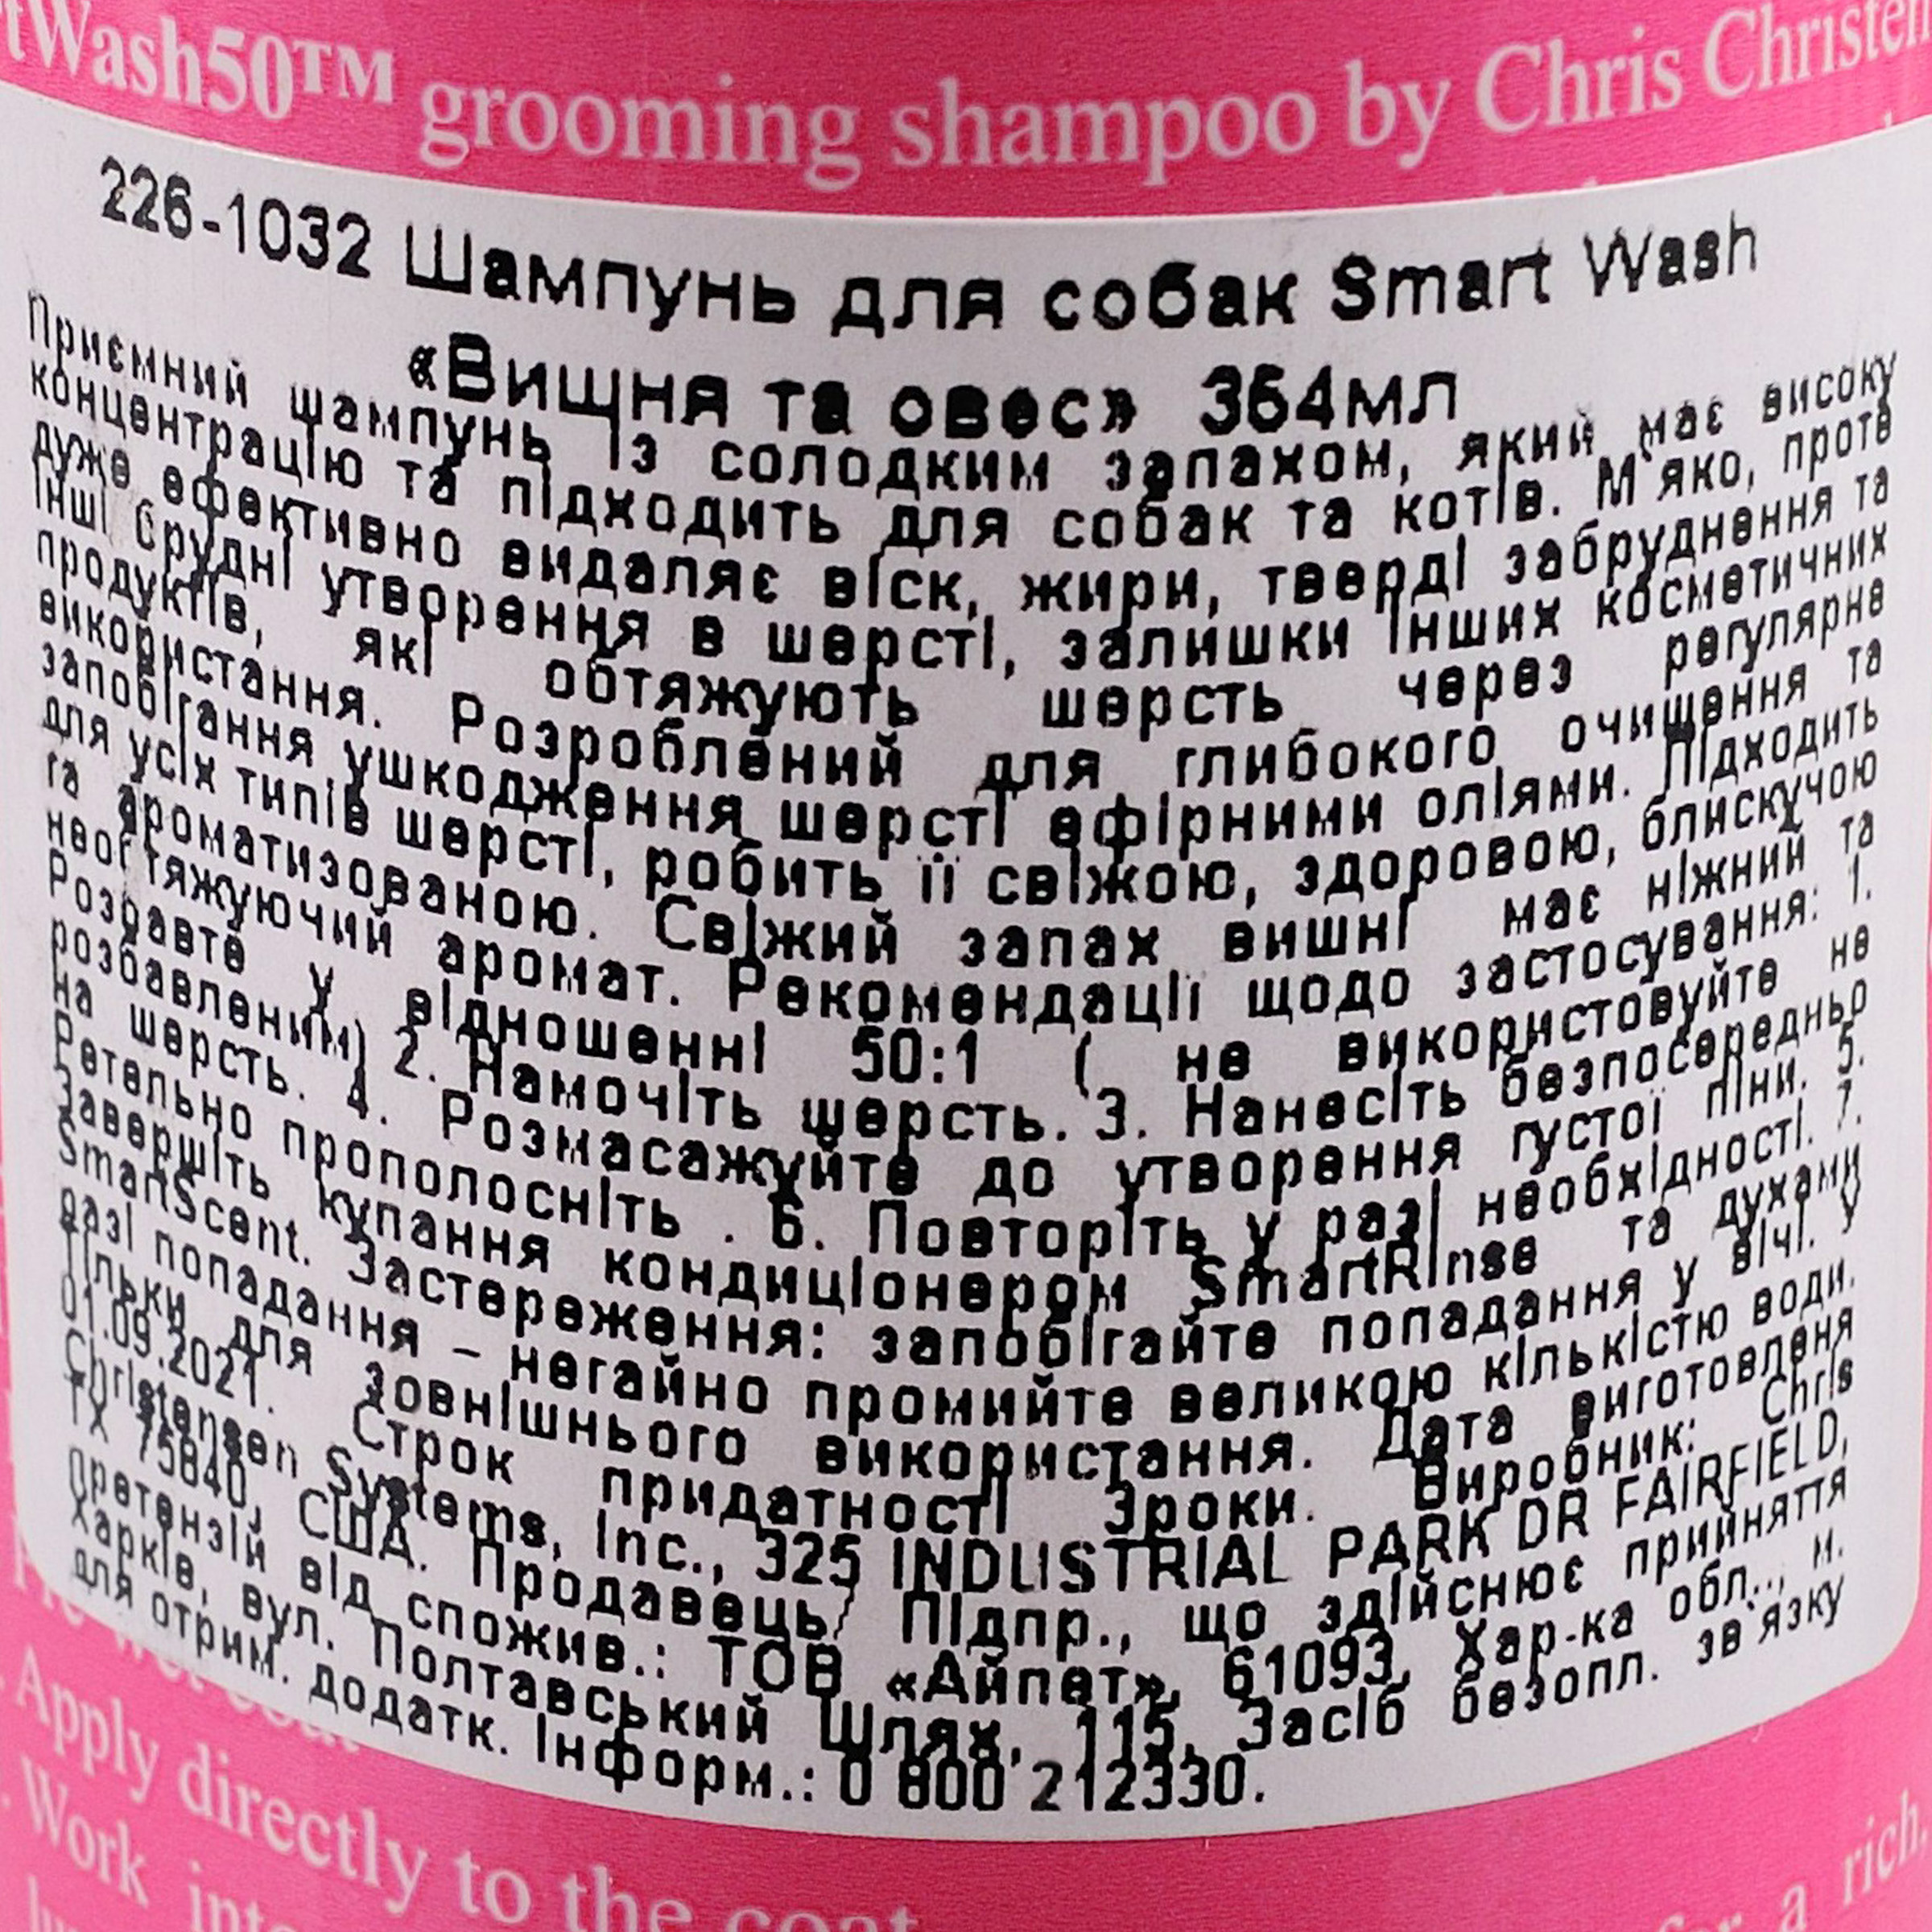 tWash50™ grooming shampoo by Chris Christen
226-1032 Шампунь для собак Smart Wash
«Вищня та овес» 364мл
Приємний шампунь із солодким запахом, який має високу
концентрацію та підходить для собак та котів. М`яко, проте
дуже ефективно видаляє віск, жири, тверді забруднення та
інші брудні утворення в шерсті, залишки інших косметичних
продуктів, які обтяжують шерсть через регулярне
використання. Розроблений для глибокого очищення та
запобігання ушкодження шерсті ефірними оліями. Підходить
для усіх типів шерсті, робить її свіжою, здоровою, блискучою
та ароматизованою. Свіжий запах вишні має ніжний та
необтяжуючий аромат. Рекомендації щодо застосування: 1.
Розбавте у відношенні 50:1 ( не використовуйте не
розбавленим) 2. Намочіть шерсть. 3. Нанесіть безпосередньо
на шерсть. 4. Розмасажуйте до утворення густої піни. 5.
Ретельно прополосніть . 6. Повторіть у разі необхідності. 7.
Завершіть купання кондиціонером SmartRinse та духами
SmartScent. Застереження: запобігайте попадання у вічі. У
разі попадання – негайно промийте великою кількістю води.
Тільки для зовнішнього використання. Дата виготовленя
01.09.2021. Строк придатності 3роки. Виробник: Chris
Christensen Systems, Inc., 325 INDUSTRIAL PARK DR FAIRFIELD,
TX 75840, США. Продавець/ Підпр., що здійснює прийняття
претензій від спожив.: ТОВ «Айпет», 61093, Хар-ка обл.., м.
Харків, вул. Полтавський Шлях, 115, Засіб безопл. зв`язку
для отрим. додатк. Інформ.: 0 800 212330.
Apply directly to the coat
Work int for a rich,